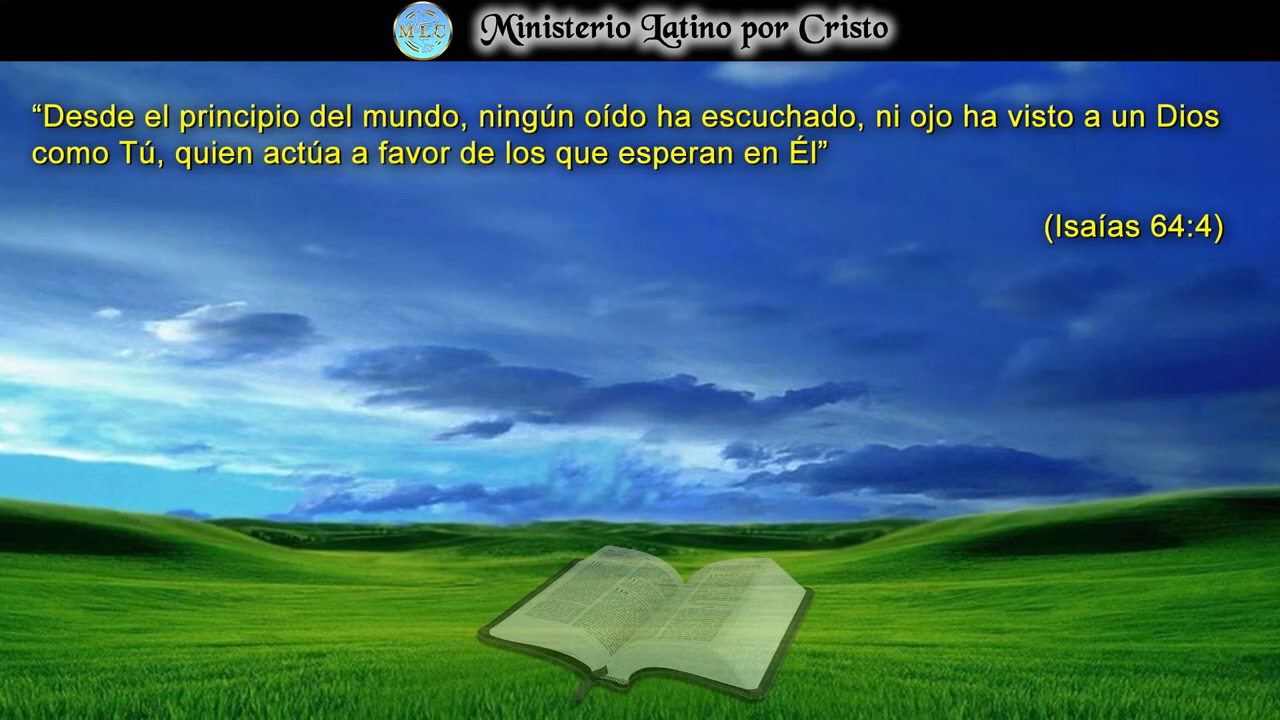 MLC
Ministerio Latino por Cristo
“Desde el principio del mundo, ningún oído ha escuchado, ni ojo ha visto a un Dios
como Tú, quien actúa a favor de los que esperan en Él”
(Isaías 64:4)